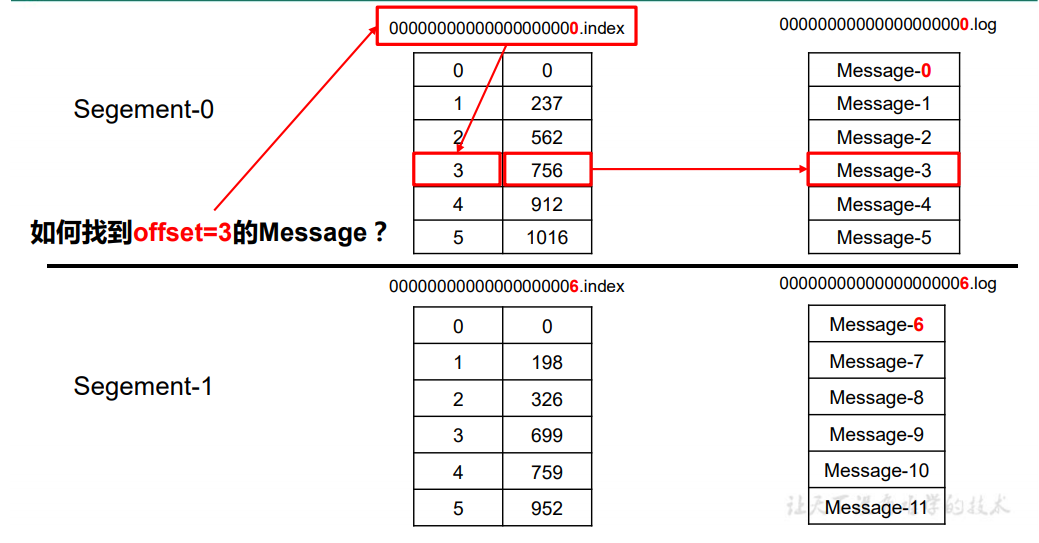 00000000000000000000.index
00000000000000000000.log
Segement-0
0 0 Message-0
1 237 Message-1
2 562 Message-2
3 756 Message-3
4 912 Message-4
5 1016 Message-5
如何找到offset=3的Message？
00000000000000000006.index
00000000000000000006.log
Segement-1
0 0 Message-6
1 198 Message-7
2 326 Message-8
3 699 Message-9
4 759 Message-10
5 952 Message-11
让天下没有难学的技术